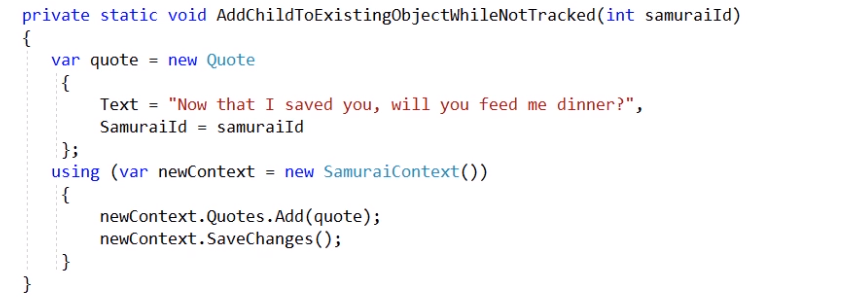 private static void AddChildToExistingObjectWhileNotTracked(int samuraiId)
{
var quote = new Quote
{
Text = "Now that I saved you, will you feed me dinner?",
SamuraiId = samuraiId
};
using (var newContext = new SamuraiContext())
{
newContext.Quotes.Add(quote);
newContext.SaveChanges();
}
}